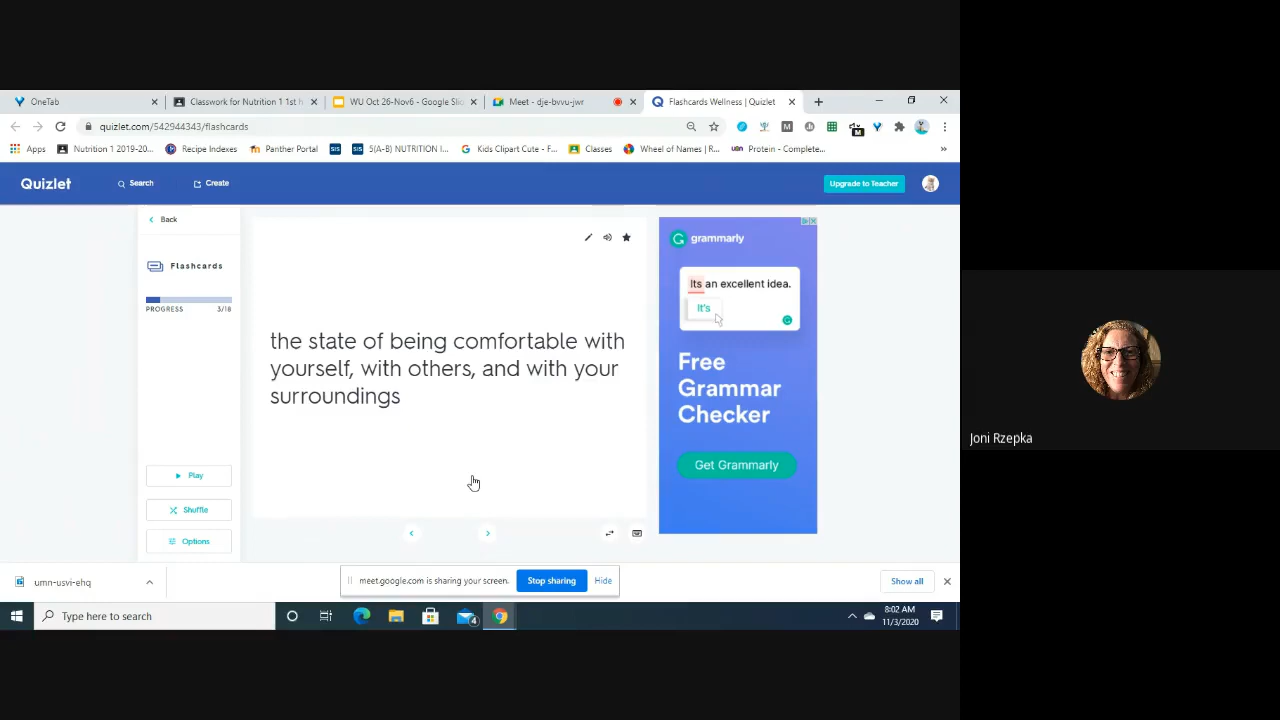 OneTab
Classwork for Nutrition 1 1st h
WU Oct 26-Nov6 - Google Slid
Meet - dje-bvvu-jwr
Flashcards Wellness | Quizlet
quizlet.com/542944343/flashcards
Apps
Nutrition 1 2019-20...
Recipe Indexes
Panther Portal
SIS
SIS
5(A-B) NUTRITION I...
Kids Clipart Cute - F...
Classes
Wheel of Names | R...
Protein - Complete...
»
Quizlet
Search
Create
Upgrade to Teacher
Back
Flashcards
PROGRESS
3/18
the state of being comfortable with
yourself, with others, and with your
surroundings
Play
Shuffle
Options
grammarly
Its an excellent idea.
It's
Free
Grammar
Checker
Get Grammarly
Joni Rzepka
umn-usvi-ehq
meet.google.com is sharing your screen.
Stop sharing
Hide
Show all
Type here to search
4
8:02 AM
11/3/2020